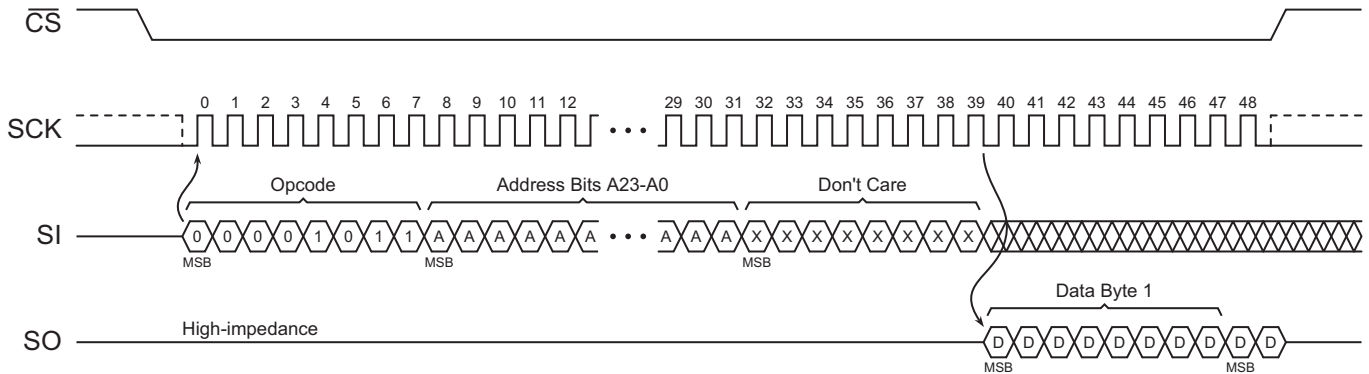 CS
SCK
0 1 2 3 4 5 6 7 8 9 10 11 12 29 30 31 32 33 34 35 36 37 38 39 40 41 42 43 44 45 46 47 48
Opcode Address Bits A23-A0 Don't Care
SI 0 0 0 0 1 0 1 1 A A A A A A A A A X X X X X X X X
MSB MSB MSB
Data Byte 1
High-impedance
SO D D D D D D D D D D
MSB MSB